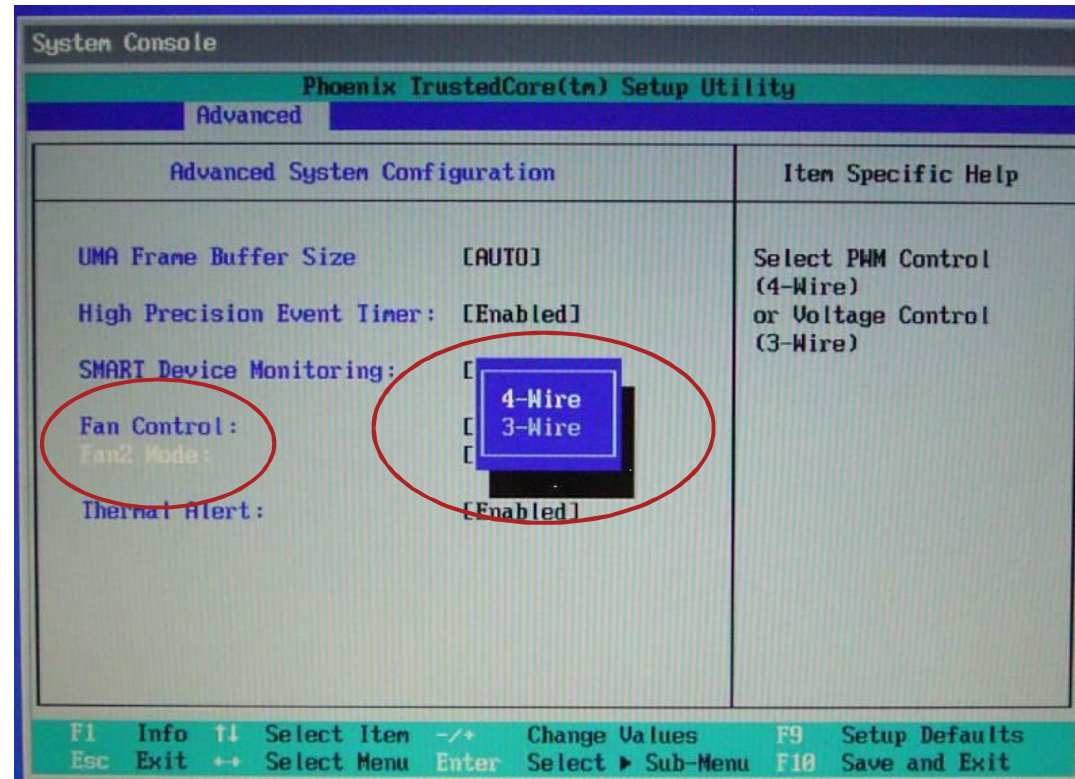 System Console
Phoenix TrustedCore(tm) Setup Utility
Advanced
Advanced System Configuration
Item Specific Help
UMA Frame Buffer Size [AUTO]
High Precision Event Timer: [Enabled]
SMART Device Monitoring: [
Fan Control: [
Fan2 Mode: [
Thermal Alert: [Enabled]
4-Wire
3-Wire
Select PWM Control
(4-Wire)
or Voltage Control
(3-Wire)
F1 Info ↑↓ Select Item -/+ Change Values F9 Setup Defaults
Esc Exit ↔ Select Menu Enter Select ▶ Sub-Menu F10 Save and Exit